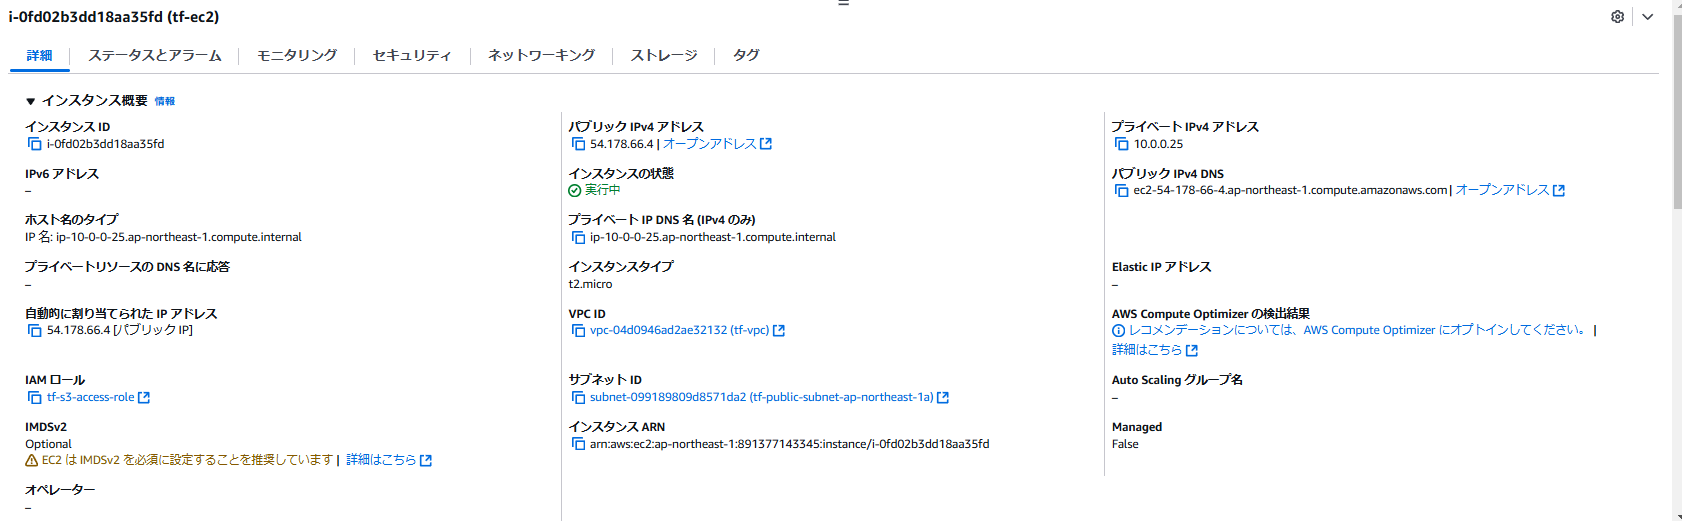 i-0fd02b3dd18aa35fd (tf-ec2)
詳細 ステータスとアラーム モニタリング セキュリティ ネットワーキング ストレージ タグ
▼ インスタンス概要 情報
インスタンス ID
i-0fd02b3dd18aa35fd
パブリック IPv4 アドレス
54.178.66.4 | オープンアドレス
プライベート IPv4 アドレス
10.0.0.25
IPv6 アドレス
–
インスタンスの状態
実行中
パブリック IPv4 DNS
ec2-54-178-66-4.ap-northeast-1.compute.amazonaws.com | オープンアドレス
ホスト名のタイプ
IP 名: ip-10-0-0-25.ap-northeast-1.compute.internal
プライベート IP DNS 名 (IPv4 のみ)
ip-10-0-0-25.ap-northeast-1.compute.internal
プライベートリソースの DNS 名に応答
–
インスタンスタイプ
t2.micro
Elastic IP アドレス
–
自動的に割り当てられた IP アドレス
54.178.66.4 [パブリック IP]
VPC ID
vpc-04d0946ad2ae32132 (tf-vpc)
AWS Compute Optimizer の検出結果
レコメンデーションについては、AWS Compute Optimizer にオプトインしてください。 |
詳細はこちら
IAM ロール
tf-s3-access-role
サブネット ID
subnet-099189809d8571da2 (tf-public-subnet-ap-northeast-1a)
Auto Scaling グループ名
–
IMDSv2
Optional
EC2 は IMDSv2 を必須に設定することを推奨しています | 詳細はこちら
インスタンス ARN
arn:aws:ec2:ap-northeast-1:891377143345:instance/i-0fd02b3dd18aa35fd
Managed
False
オペレーター
–